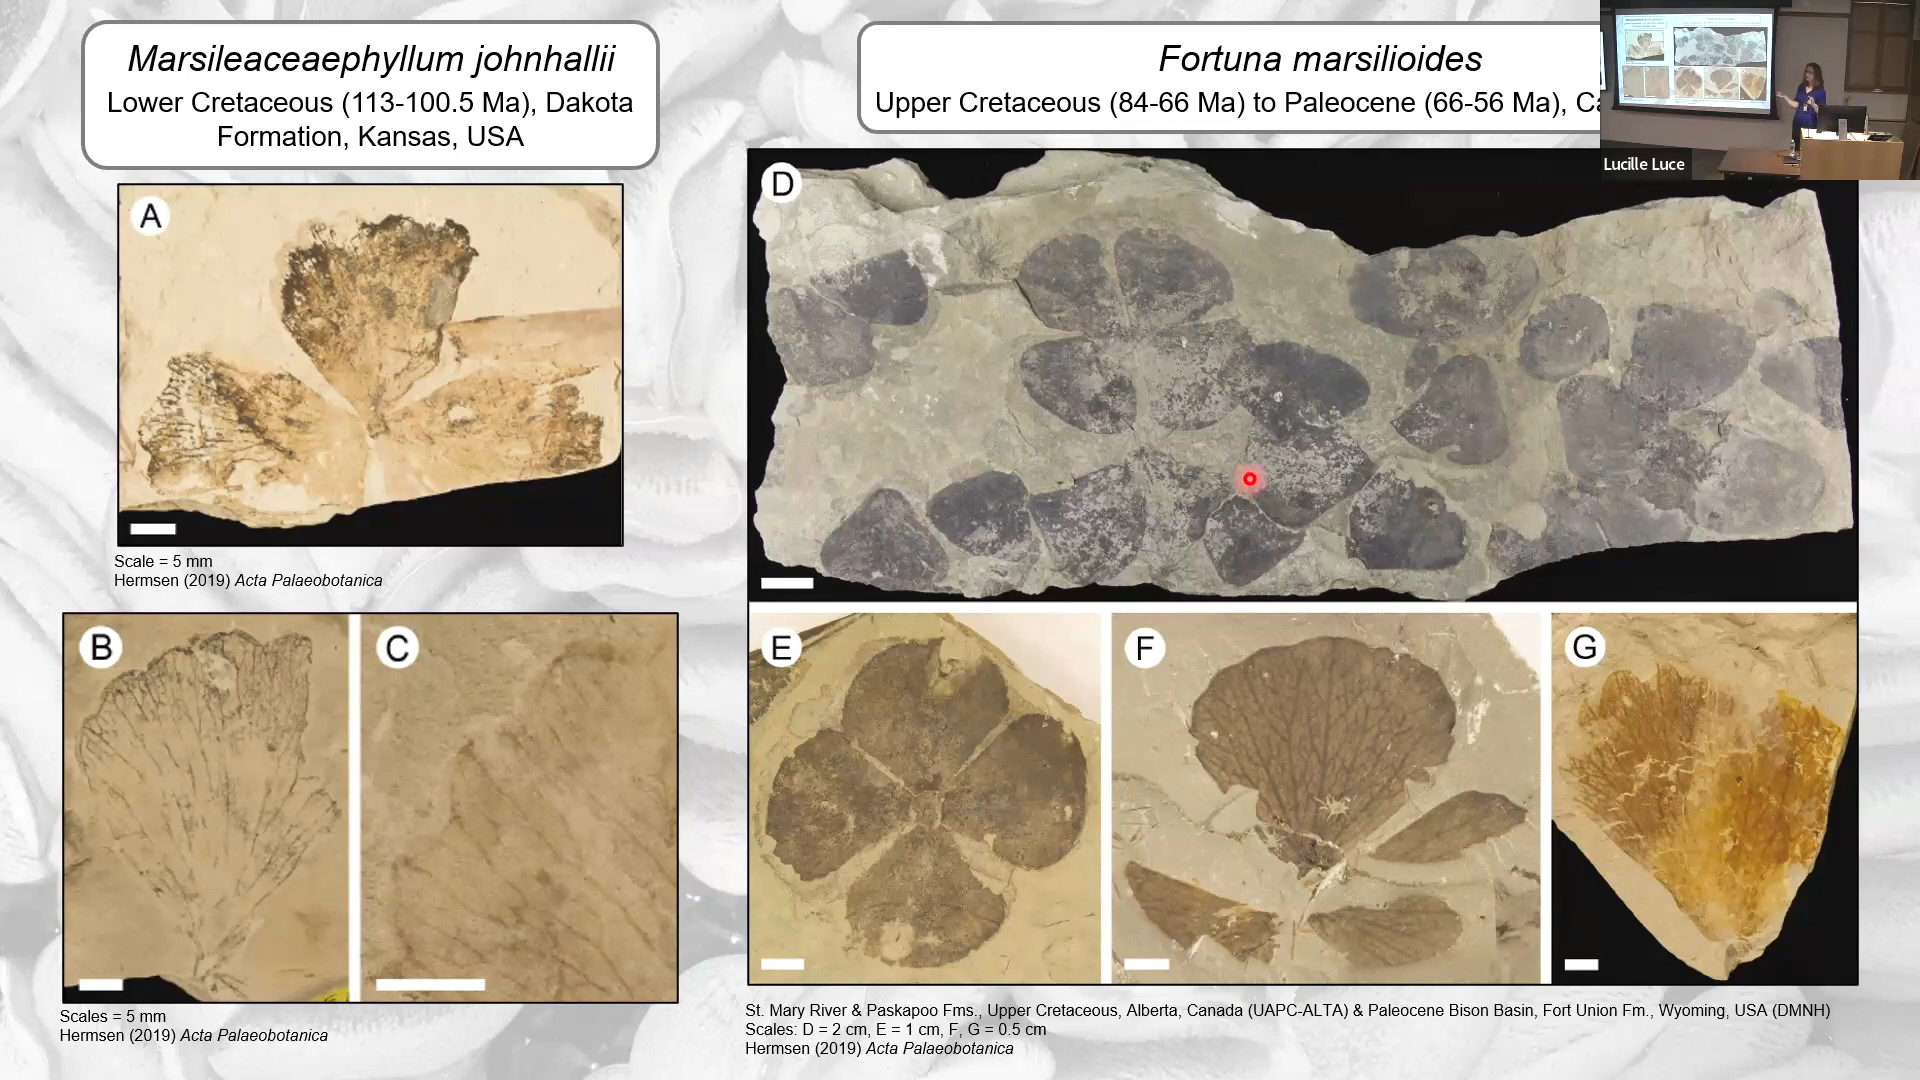 Marsileaceaephyllum johnhallii
Lower Cretaceous (113-100.5 Ma), Dakota
Formation, Kansas, USA
Fortuna marsilioides
Upper Cretaceous (84-66 Ma) to Paleocene (66-56 Ma),
Lucille Luce
A
D
Scale = 5 mm
Hermsen (2019) Acta Palaeobotanica
B
C
E
F
G
Scales = 5 mm
Hermsen (2019) Acta Palaeobotanica
St. Mary River & Paskapoo Fms., Upper Cretaceous, Alberta, Canada (UAPC-ALTA) & Paleocene Bison Basin, Fort Union Fm., Wyoming, USA (DMNH)
Scales: D = 2 cm, E = 1 cm, F, G = 0.5 cm
Hermsen (2019) Acta Palaeobotanica